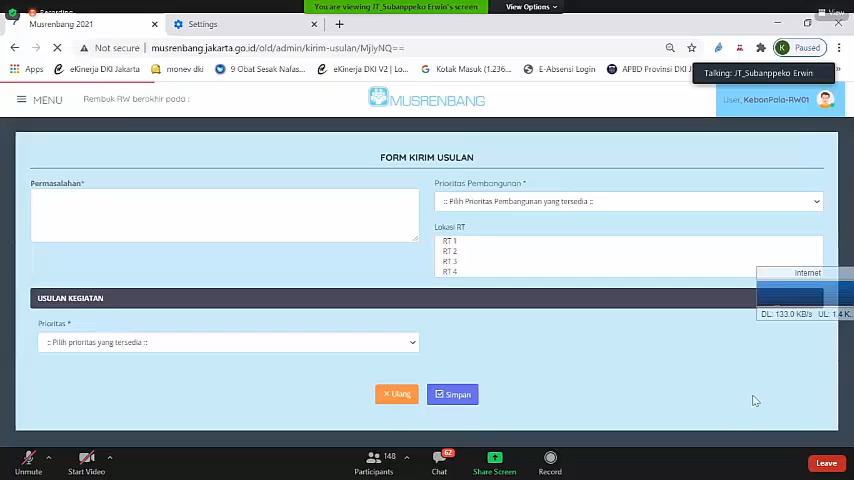 Recording
You are viewing JT_Subanppeko Erwin's screen
View Options
View
Musrenbang 2021
Settings
Not secure
musrenbang.jakarta.go.id/old/admin/kirim-usulan/MjIyNQ==
K Paused
Apps
eKinerja DKI Jakarta
monev dki
9 Obat Sesak Nafas...
eKinerja DKI V2 | Lo...
Kotak Masuk (1.236...
E-Absensi Login
APBD Provinsi DKI J
Talking: JT_Subanppeko Erwin
MENU
Rembuk RW berakhir pada :
MUSRENBANG
User, KebonPala-RW01
FORM KIRIM USULAN
Permasalahan*
Prioritas Pembangunan *
:: Pilih Prioritas Pembangunan yang tersedia ::
Lokasi RT
RT 1
RT 2
RT 3
RT 4
Internet
DL: 133.0 KB/s UL: 1.4 K..
USULAN KEGIATAN
Prioritas *
:: Pilih prioritas yang tersedia ::
Ulang
Simpan
Unmute
Start Video
148
Participants
62
Chat
Share Screen
Record
Leave